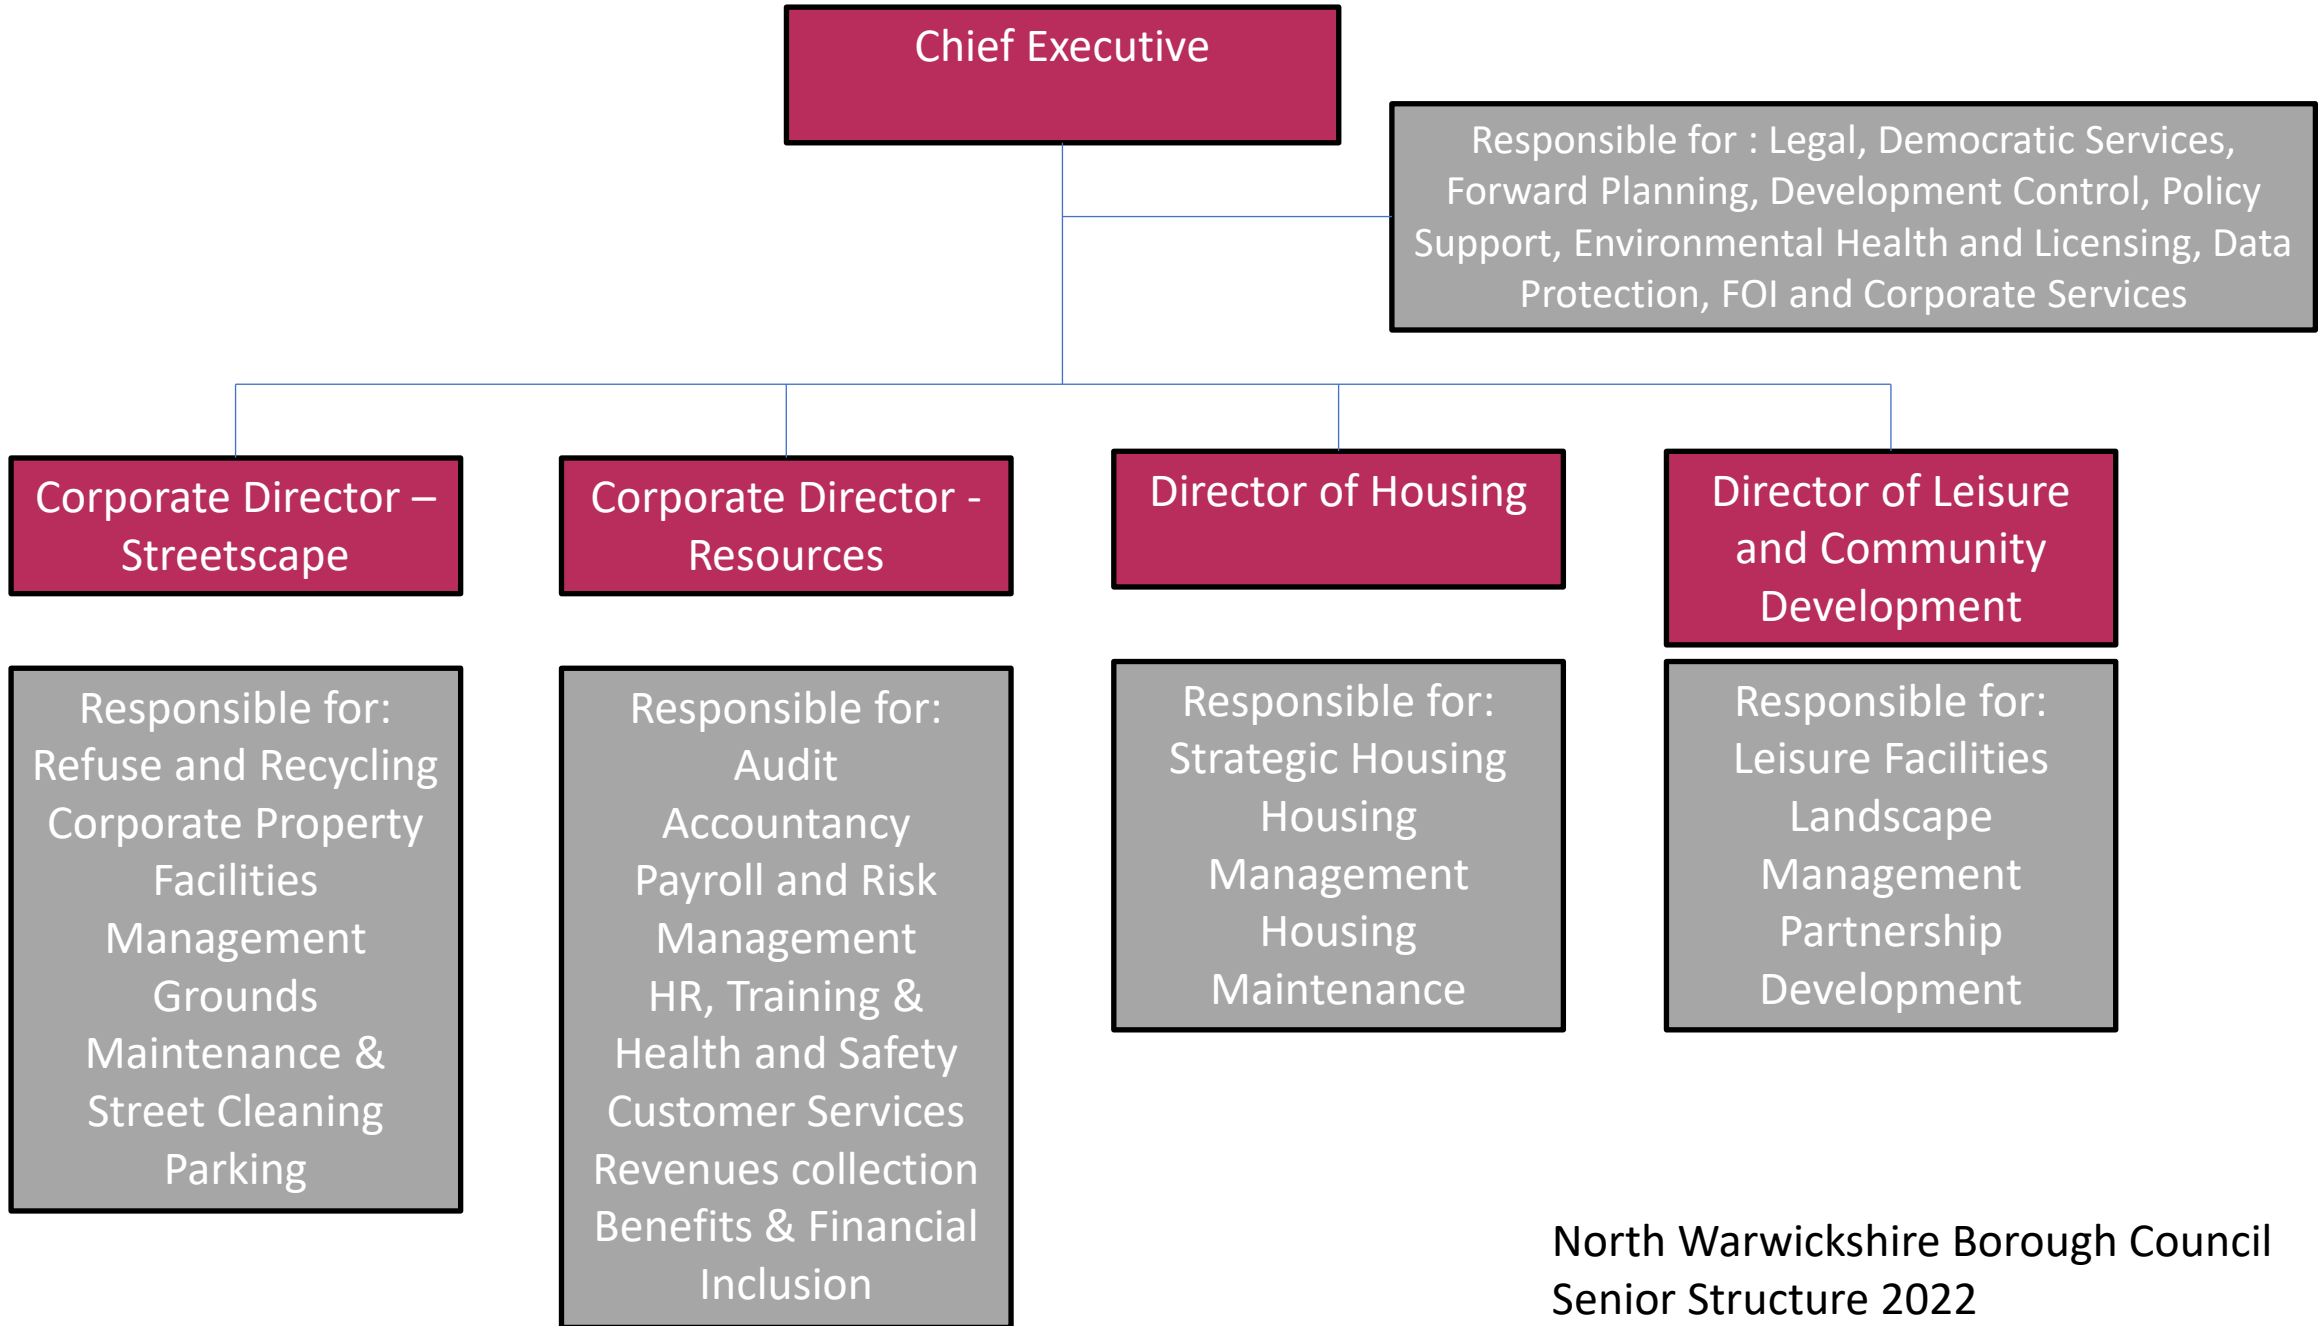 Chief Executive
Responsible for : Legal, Democratic Services,
Forward Planning, Development Control, Policy
Support, Environmental Health and Licensing, Data
Protection, FOI and Corporate Services
Corporate Director –
Streetscape
Corporate Director -
Resources
Director of Housing
Director of Leisure
and Community
Development
Responsible for:
Refuse and Recycling
Corporate Property
Facilities
Management
Grounds
Maintenance &
Street Cleaning
Parking
Responsible for:
Audit
Accountancy
Payroll and Risk
Management
HR, Training &
Health and Safety
Customer Services
Revenues collection
Benefits & Financial
Inclusion
Responsible for:
Strategic Housing
Housing
Management
Housing
Maintenance
Responsible for:
Leisure Facilities
Landscape
Management
Partnership
Development
North Warwickshire Borough Council
Senior Structure 2022